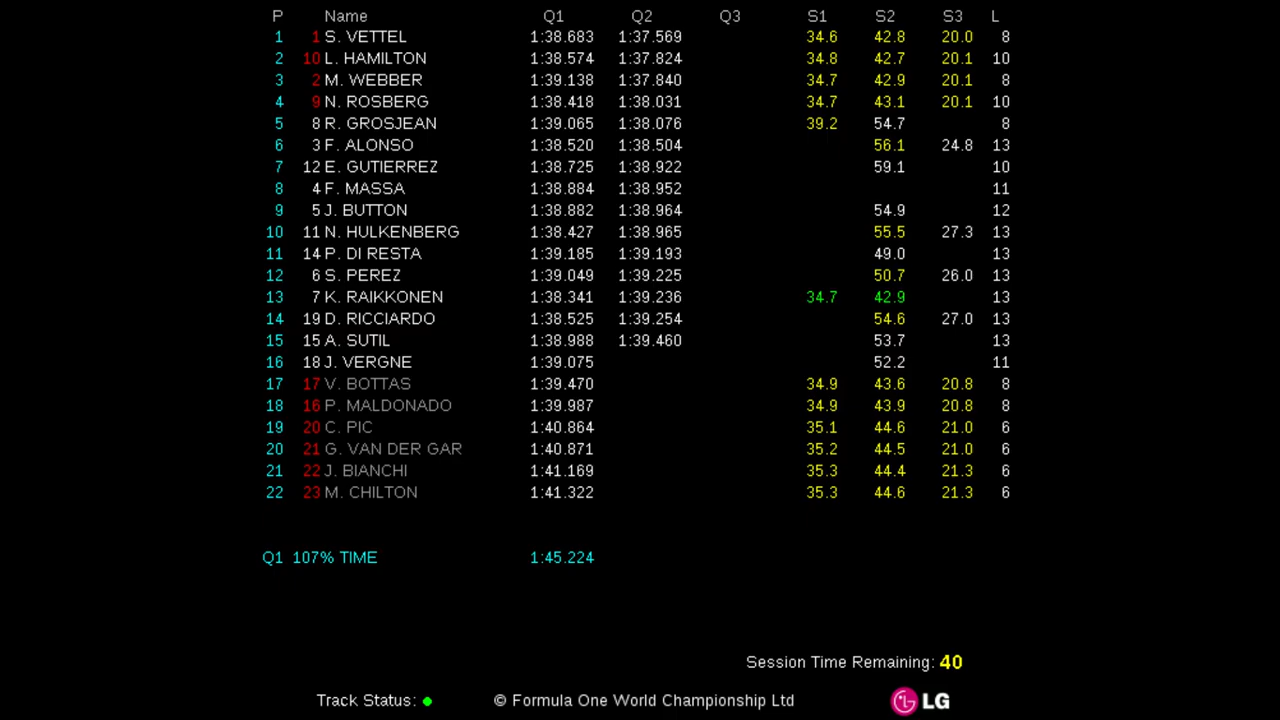 P Name Q1 Q2 Q3 S1 S2 S3 L
1 1 S. VETTEL 1:38.683 1:37.569 34.6 42.8 20.0 8
2 10 L. HAMILTON 1:38.574 1:37.824 34.8 42.7 20.1 10
3 2 M. WEBBER 1:39.138 1:37.840 34.7 42.9 20.1 8
4 9 N. ROSBERG 1:38.418 1:38.031 34.7 43.1 20.1 10
5 8 R. GROSJEAN 1:39.065 1:38.076 39.2 54.7 8
6 3 F. ALONSO 1:38.520 1:38.504 56.1 24.8 13
7 12 E. GUTIERREZ 1:38.725 1:38.922 59.1 10
8 4 F. MASSA 1:38.884 1:38.952 11
9 5 J. BUTTON 1:38.882 1:38.964 54.9 12
10 11 N. HULKENBERG 1:38.427 1:38.965 55.5 27.3 13
11 14 P. DI RESTA 1:39.185 1:39.193 49.0 13
12 6 S. PEREZ 1:39.049 1:39.225 50.7 26.0 13
13 7 K. RAIKKONEN 1:38.341 1:39.236 34.7 42.9 13
14 19 D. RICCIARDO 1:38.525 1:39.254 54.6 27.0 13
15 15 A. SUTIL 1:38.988 1:39.460 53.7 13
16 18 J. VERGNE 1:39.075 52.2 11
17 17 V. BOTTAS 1:39.470 34.9 43.6 20.8 8
18 16 P. MALDONADO 1:39.987 34.9 43.9 20.8 8
19 20 C. PIC 1:40.864 35.1 44.6 21.0 6
20 21 G. VAN DER GAR 1:40.871 35.2 44.5 21.0 6
21 22 J. BIANCHI 1:41.169 35.3 44.4 21.3 6
22 23 M. CHILTON 1:41.322 35.3 44.6 21.3 6
Q1 107% TIME 1:45.224
Session Time Remaining: 40
Track Status: © Formula One World Championship Ltd LG